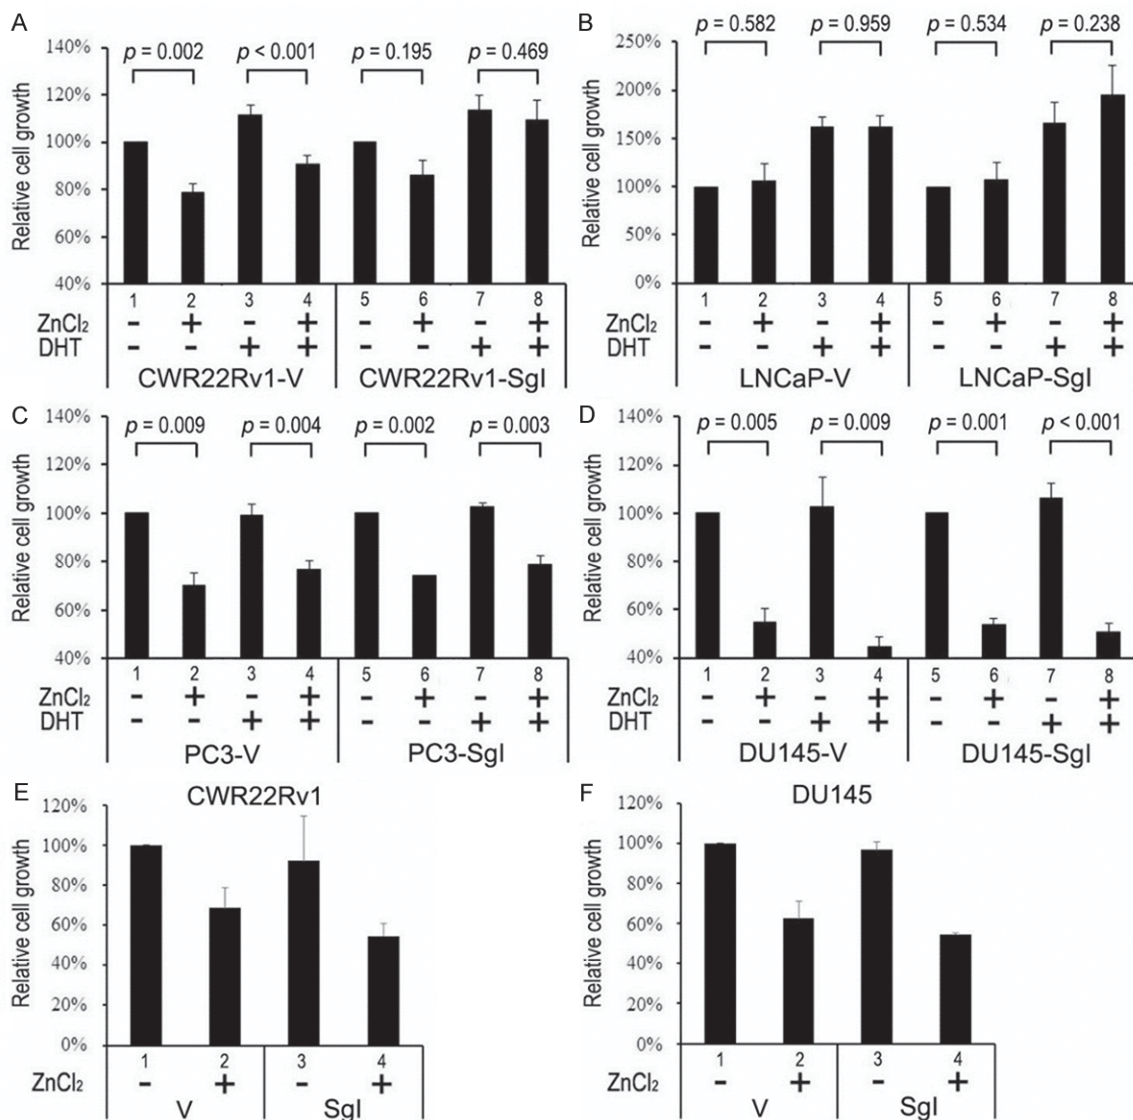 A
p = 0.002 p < 0.001 p = 0.195 p = 0.469
Relative cell growth
140%
120%
100%
80%
60%
40%
1 2 3 4 5 6 7 8
ZnCl₂ - + - + - + - +
DHT - - + + - - + +
CWR22Rv1-V CWR22Rv1-SgI
B
p = 0.582 p = 0.959 p = 0.534 p = 0.238
Relative cell growth
250%
200%
150%
100%
50%
0%
1 2 3 4 5 6 7 8
ZnCl₂ - + - + - + - +
DHT - - + + - - + +
LNCaP-V LNCaP-SgI
C
p = 0.009 p = 0.004 p = 0.002 p = 0.003
Relative cell growth
140%
120%
100%
80%
60%
40%
1 2 3 4 5 6 7 8
ZnCl₂ - + - + - + - +
DHT - - + + - - + +
PC3-V PC3-SgI
D
p = 0.005 p = 0.009 p = 0.001 p < 0.001
Relative cell growth
140%
120%
100%
80%
60%
40%
1 2 3 4 5 6 7 8
ZnCl₂ - + - + - + - +
DHT - - + + - - + +
DU145-V DU145-SgI
E
CWR22Rv1
Relative cell growth
120%
100%
80%
60%
40%
20%
0%
1 2 3 4
ZnCl₂ - + - +
V SgI
F
DU145
Relative cell growth
120%
100%
80%
60%
40%
20%
0%
1 2 3 4
ZnCl₂ - + - +
V SgI